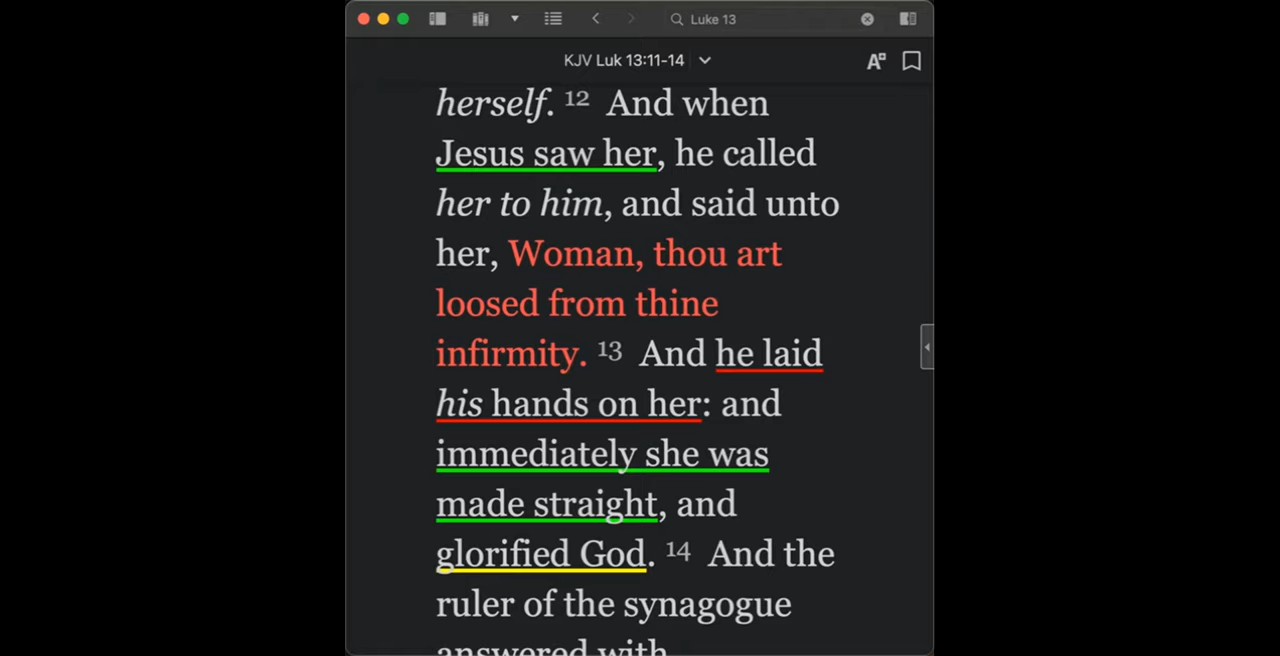 Luke 13
KJV Luk 13:11-14
herself. 12 And when
Jesus saw her, he called
her to him, and said unto
her, Woman, thou art
loosed from thine
infirmity. 13 And he laid
his hands on her: and
immediately she was
made straight, and
glorified God. 14 And the
ruler of the synagogue
answered with